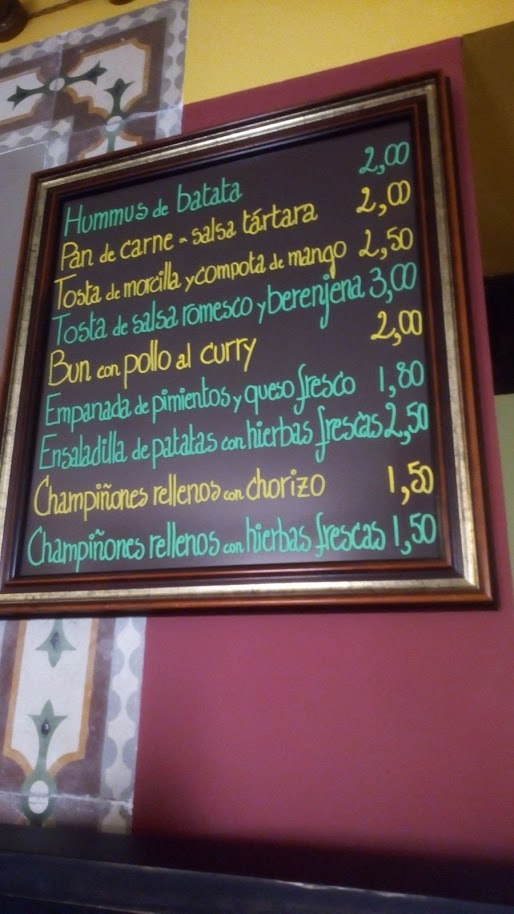 Hummus de batata 2,00
Pan de carne - salsa tártara 2,00
Tosta de morcilla y compota de mango 2,50
Tosta de salsa romesco y berenjena 3,00
Bun con pollo al curry 2,00
Empanada de pimientos y queso fresco 1,80
Ensaladilla de patatas con hierbas frescas 2,50
Champiñones rellenos con chorizo 1,50
Champiñones rellenos con hierbas frescas 1,50